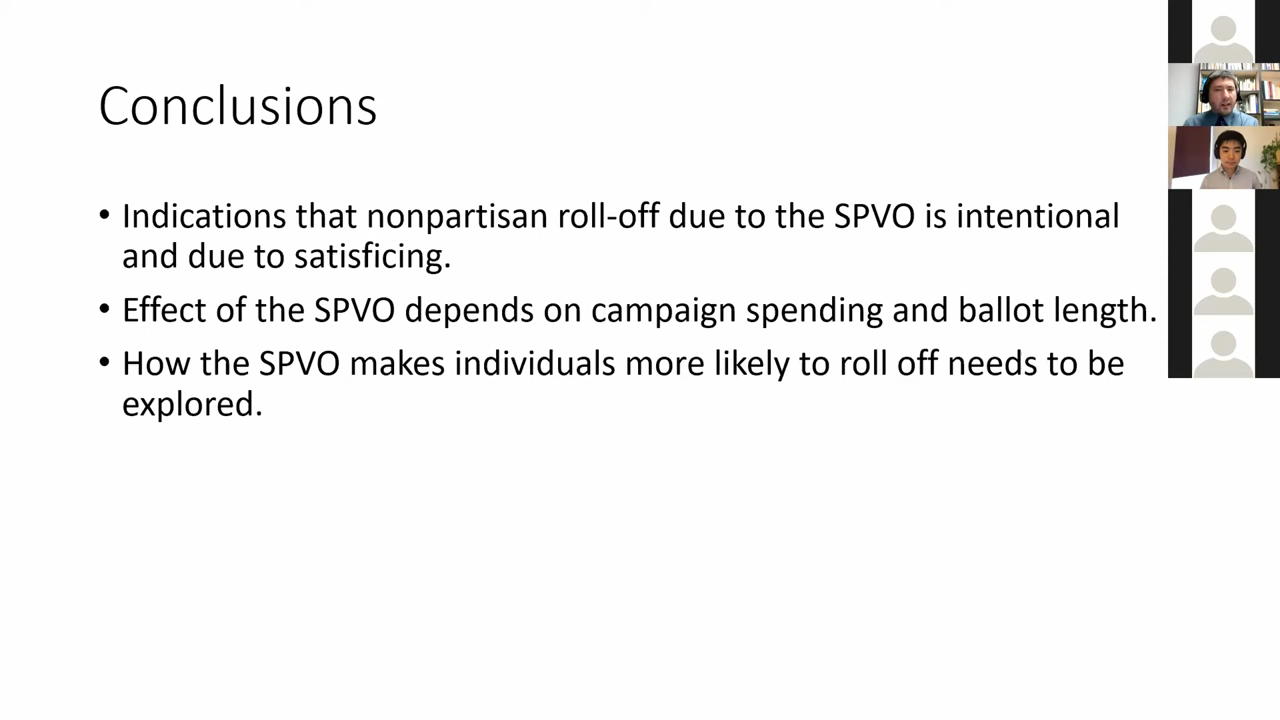 Conclusions
• Indications that nonpartisan roll-off due to the SPVO is intentional
and due to satisficing.
• Effect of the SPVO depends on campaign spending and ballot length.
• How the SPVO makes individuals more likely to roll off needs to be
explored.